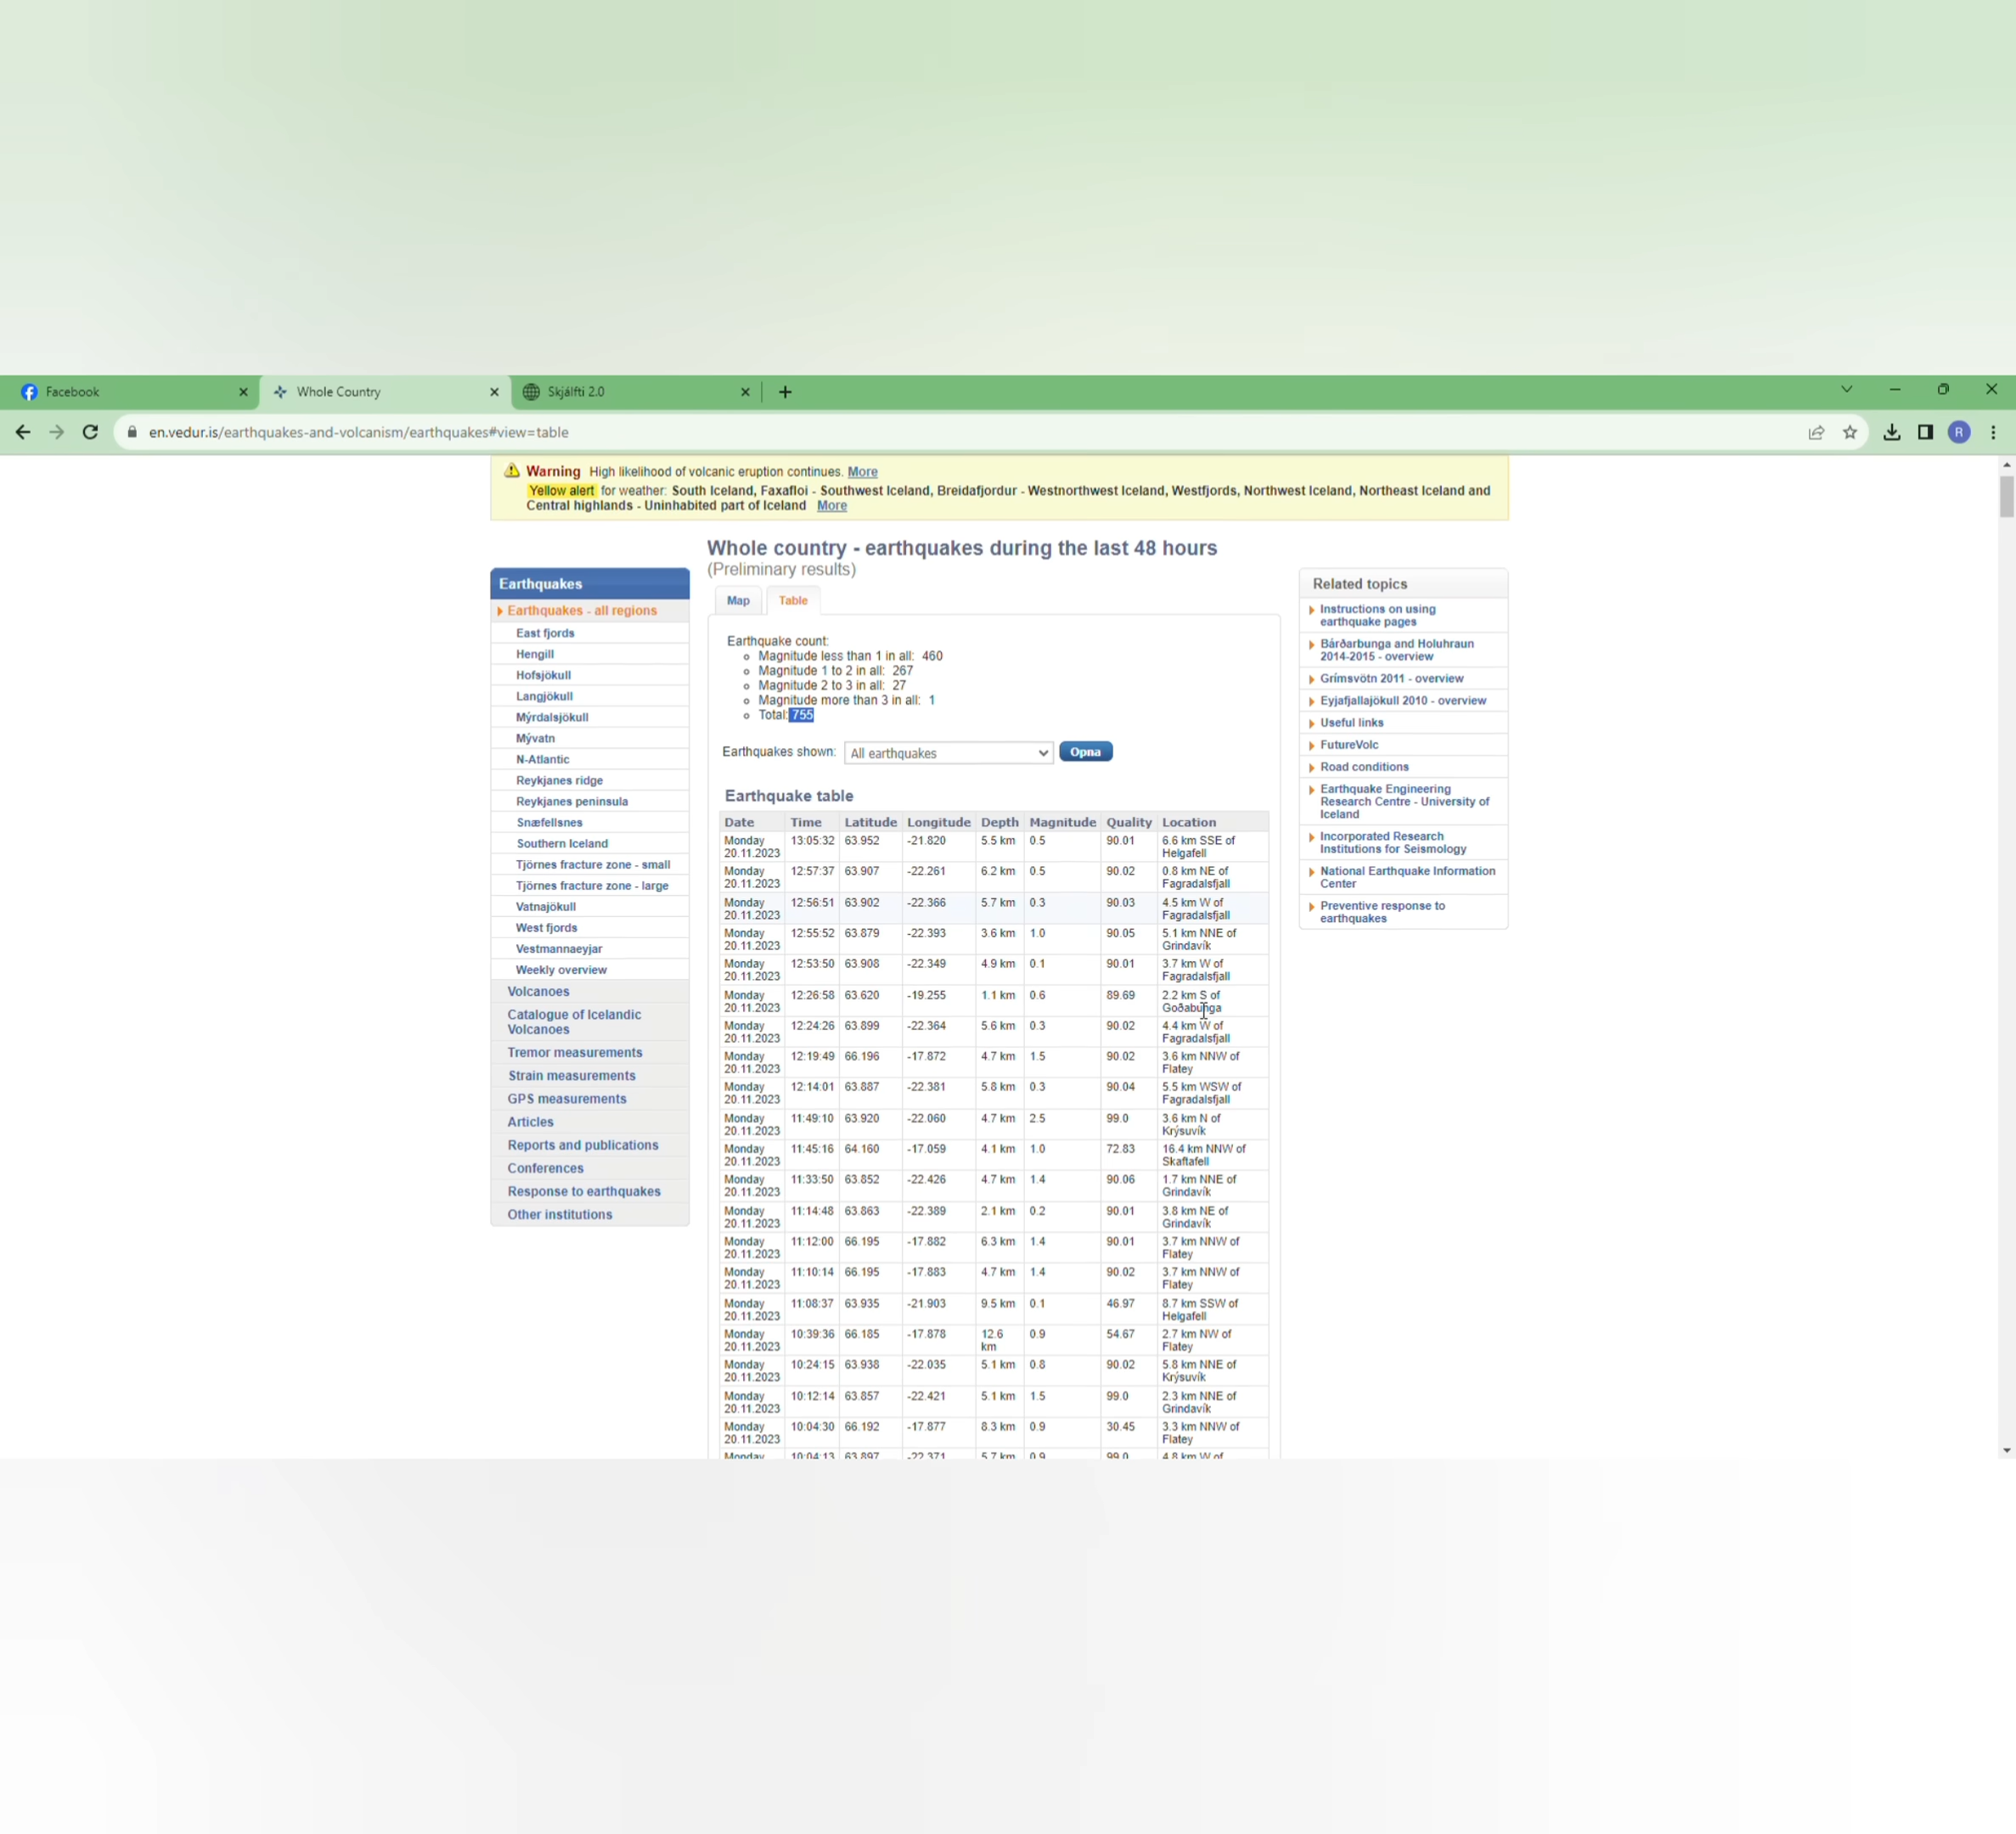 Facebook
Whole Country
Skjálfti 2.0
en.vedur.is/earthquakes-and-volcanism/earthquakes#view=table
R
Warning High likelihood of volcanic eruption continues. More
Yellow alert for weather: South Iceland, Faxafloi - Southwest Iceland, Breidafjordur - Westnorthwest Iceland, Westfjords, Northwest Iceland, Northeast Iceland and
Central highlands - Uninhabited part of Iceland More
Whole country - earthquakes during the last 48 hours
(Preliminary results)
Earthquakes
Earthquakes - all regions
East fjords
Hengill
Hofsjökull
Langjökull
Mýrdalsjökull
Mývatn
N-Atlantic
Reykjanes ridge
Reykjanes peninsula
Snæfellsnes
Southern Iceland
Tjörnes fracture zone - small
Tjörnes fracture zone - large
Vatnajökull
West fjords
Vestmannaeyjar
Weekly overview
Volcanoes
Catalogue of Icelandic
Volcanoes
Tremor measurements
Strain measurements
GPS measurements
Articles
Reports and publications
Conferences
Response to earthquakes
Other institutions
Map Table
Earthquake count:
Magnitude less than 1 in all: 460
Magnitude 1 to 2 in all: 267
Magnitude 2 to 3 in all: 27
Magnitude more than 3 in all: 1
Total: 755
Earthquakes shown: All earthquakes Opna
Earthquake table
Date Time Latitude Longitude Depth Magnitude Quality Location
Monday 13:05:32 63.952 -21.820 5.5 km 0.5 90.01 6.6 km SSE of
20.11.2023 Helgafell
Monday 12:57:37 63.907 -22.261 6.2 km 0.5 90.02 0.8 km NE of
20.11.2023 Fagradalsfjall
Monday 12:56:51 63.902 -22.366 5.7 km 0.3 90.03 4.5 km W of
20.11.2023 Fagradalsfjall
Monday 12:55:52 63.879 -22.393 3.6 km 1.0 90.05 5.1 km NNE of
20.11.2023 Grindavík
Monday 12:53:50 63.908 -22.349 4.9 km 0.1 90.01 3.7 km W of
20.11.2023 Fagradalsfjall
Monday 12:26:58 63.620 -19.255 1.1 km 0.6 89.69 2.2 km S of
20.11.2023 Goðabunga
Monday 12:24:26 63.899 -22.364 5.6 km 0.3 90.02 4.4 km W of
20.11.2023 Fagradalsfjall
Monday 12:19:49 66.196 -17.872 4.7 km 1.5 90.02 3.6 km NNW of
20.11.2023 Flatey
Monday 12:14:01 63.887 -22.381 5.8 km 0.3 90.04 5.5 km WSW of
20.11.2023 Fagradalsfjall
Monday 11:49:10 63.920 -22.060 4.7 km 2.5 99.0 3.6 km N of
20.11.2023 Krýsuvík
Monday 11:45:16 64.160 -17.059 4.1 km 1.0 72.83 16.4 km NNW of
20.11.2023 Skaftafell
Monday 11:33:50 63.852 -22.426 4.7 km 1.4 90.06 1.7 km NNE of
20.11.2023 Grindavík
Monday 11:14:48 63.863 -22.389 2.1 km 0.2 90.01 3.8 km NE of
20.11.2023 Grindavík
Monday 11:12:00 66.195 -17.882 6.3 km 1.4 90.01 3.7 km NNW of
20.11.2023 Flatey
Monday 11:10:14 66.195 -17.883 4.7 km 1.4 90.02 3.7 km NNW of
20.11.2023 Flatey
Monday 11:08:37 63.935 -21.903 9.5 km 0.1 46.97 8.7 km SSW of
20.11.2023 Helgafell
Monday 10:39:36 66.185 -17.878 12.6 0.9 54.67 2.7 km NW of
20.11.2023 km Flatey
Monday 10:24:15 63.938 -22.035 5.1 km 0.8 90.02 5.8 km NNE of
20.11.2023 Krýsuvík
Monday 10:12:14 63.857 -22.421 5.1 km 1.5 99.0 2.3 km NNE of
20.11.2023 Grindavík
Monday 10:04:30 66.192 -17.877 8.3 km 0.9 30.45 3.3 km NNW of
20.11.2023 Flatey
Monday 10:04:13 63.897 -22.371 5.7 km 0.9 99.0 4.8 km W of
Related topics
Instructions on using
earthquake pages
Bárðarbunga and Holuhraun
2014-2015 - overview
Grímsvötn 2011 - overview
Eyjafjallajökull 2010 - overview
Useful links
FutureVolc
Road conditions
Earthquake Engineering
Research Centre - University of
Iceland
Incorporated Research
Institutions for Seismology
National Earthquake Information
Center
Preventive response to
earthquakes